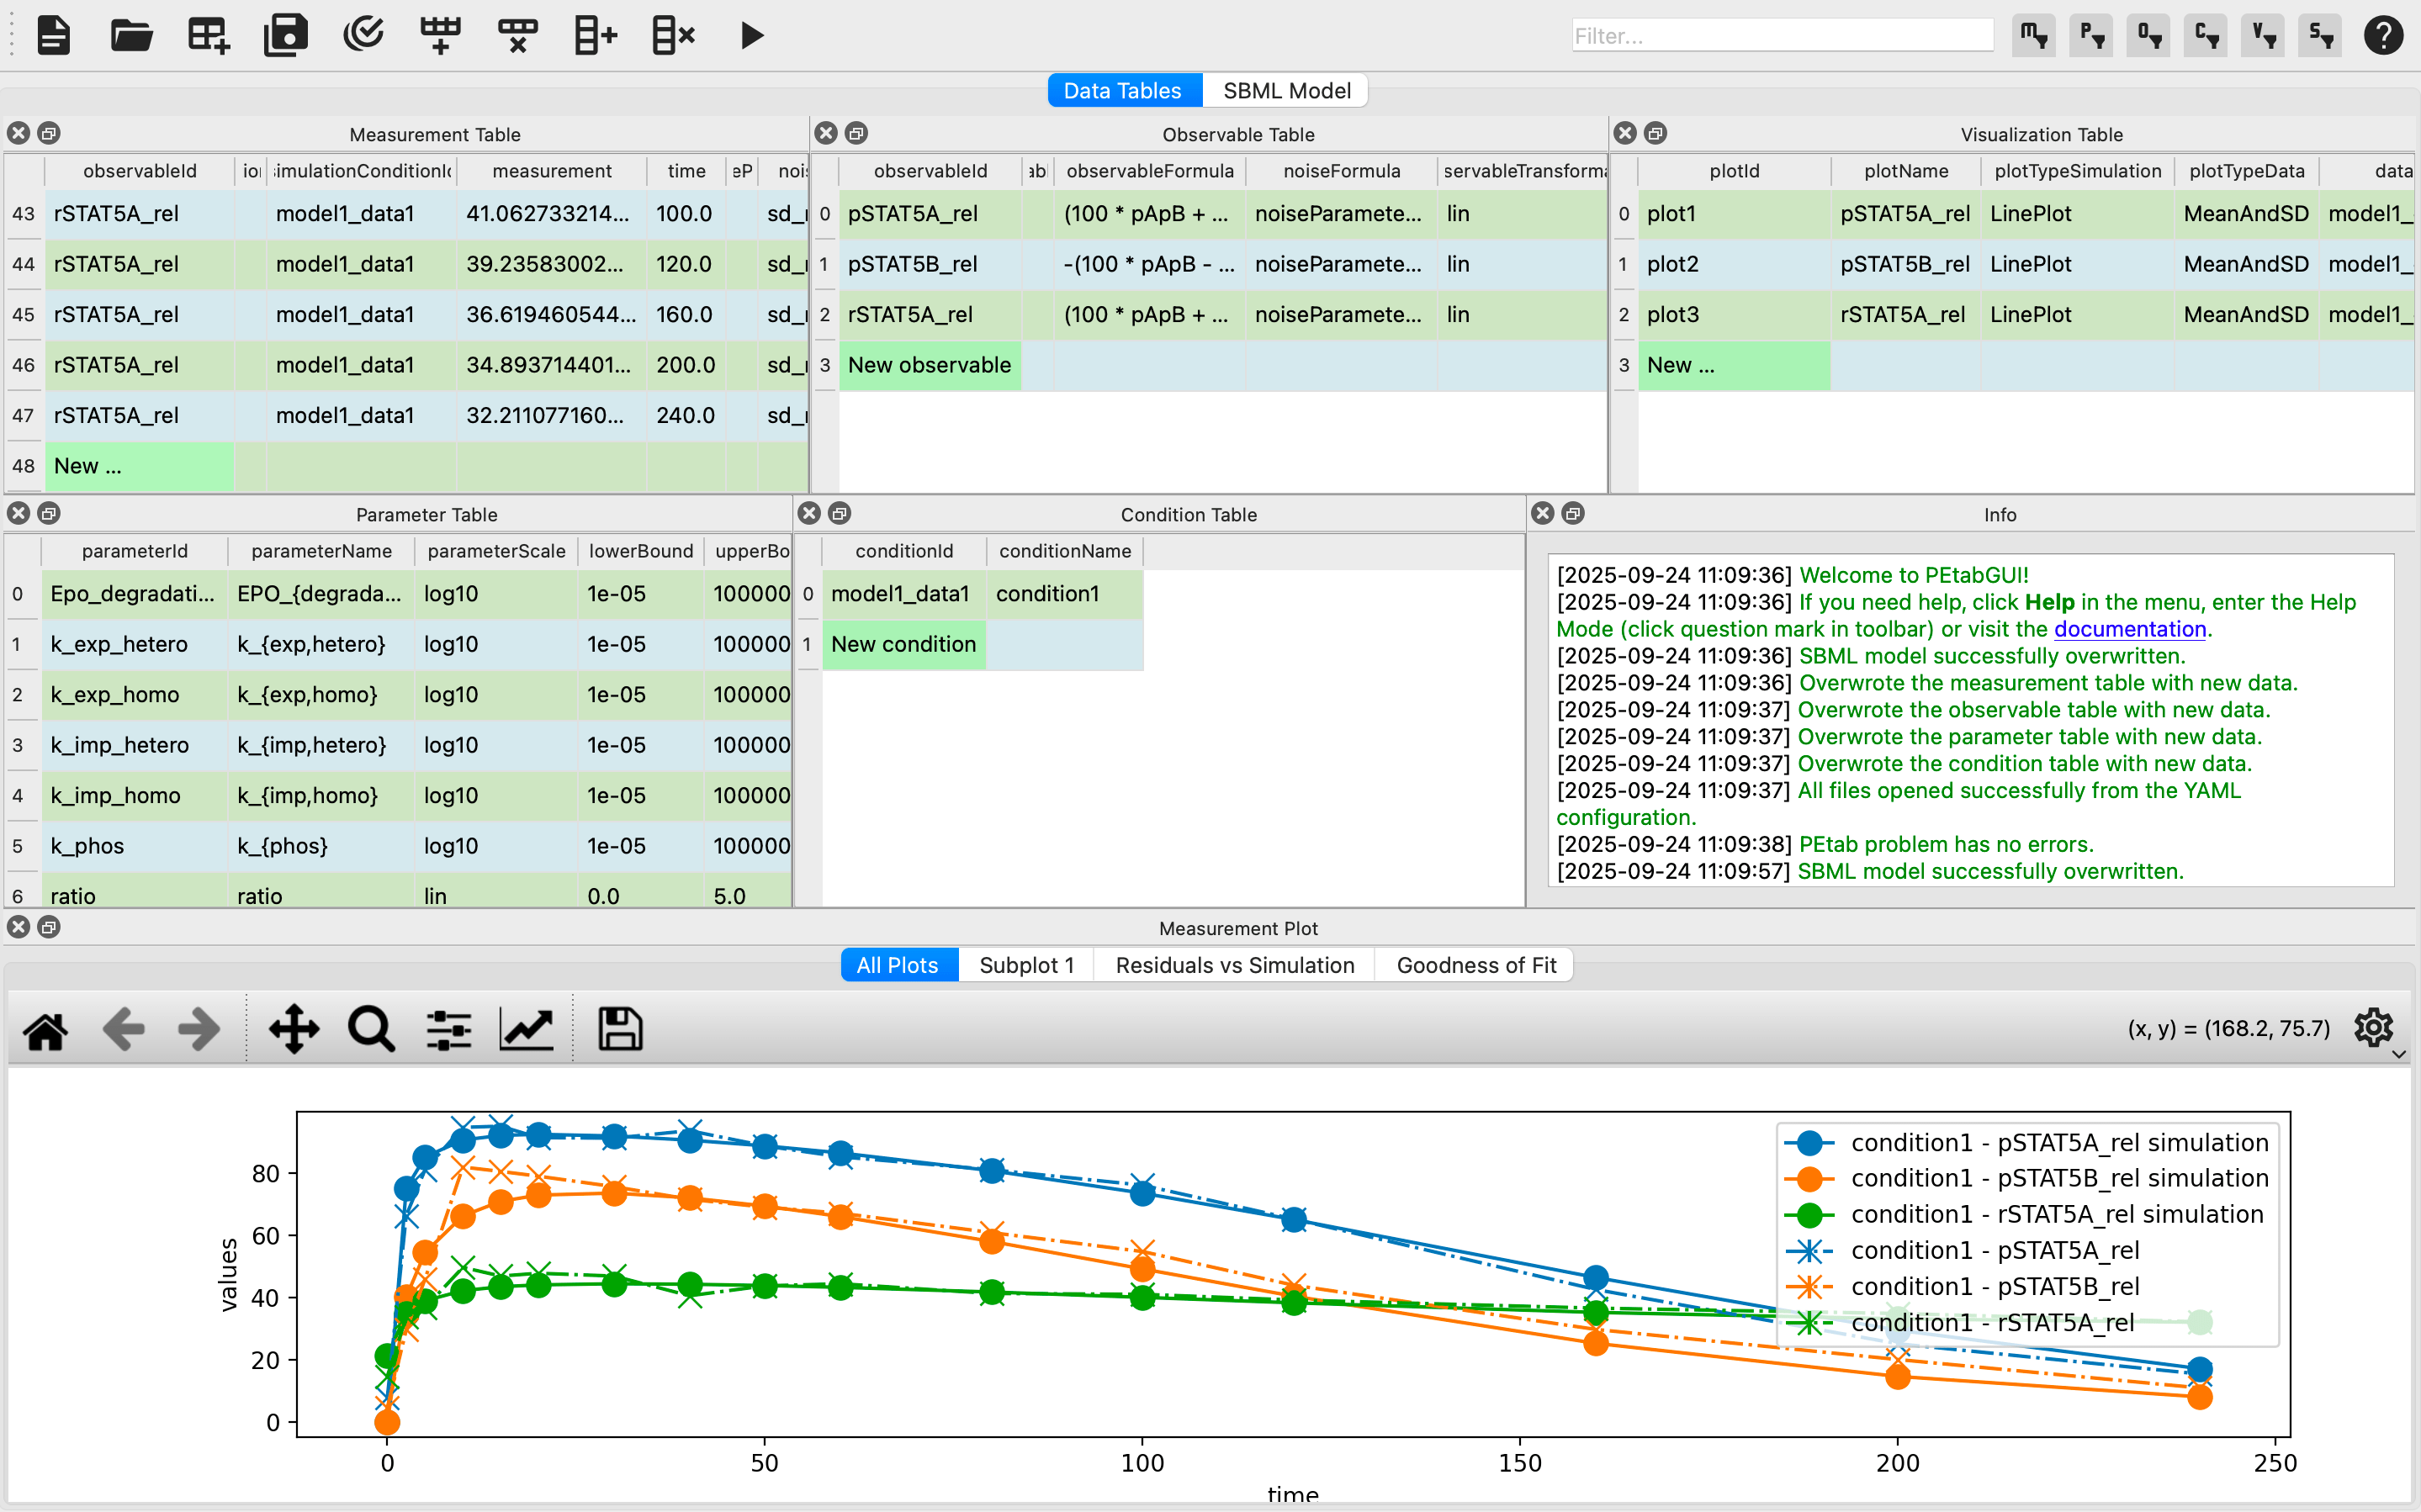 Filter...
M P O C V S ?
Data Tables SBML Model
Measurement Table
observableId simulationConditionId measurement time
43 rSTAT5A_rel model1_data1 41.062733214... 100.0
44 rSTAT5A_rel model1_data1 39.23583002... 120.0
45 rSTAT5A_rel model1_data1 36.619460544... 160.0
46 rSTAT5A_rel model1_data1 34.893714401... 200.0
47 rSTAT5A_rel model1_data1 32.211077160... 240.0
48 New ...
Observable Table
observableId observableFormula noiseFormula servableTransforma
0 pSTAT5A_rel (100 * pApB + ... noiseParamete... lin
1 pSTAT5B_rel -(100 * pApB - ... noiseParamete... lin
2 rSTAT5A_rel (100 * pApB + ... noiseParamete... lin
3 New observable
Visualization Table
plotId plotName plotTypeSimulation plotTypeData data
0 plot1 pSTAT5A_rel LinePlot MeanAndSD model1_
1 plot2 pSTAT5B_rel LinePlot MeanAndSD model1_
2 plot3 rSTAT5A_rel LinePlot MeanAndSD model1_
3 New ...
Parameter Table
parameterId parameterName parameterScale lowerBound upperBo
0 Epo_degradati... EPO_{degrada... log10 1e-05 100000
1 k_exp_hetero k_{exp,hetero} log10 1e-05 100000
2 k_exp_homo k_{exp,homo} log10 1e-05 100000
3 k_imp_hetero k_{imp,hetero} log10 1e-05 100000
4 k_imp_homo k_{imp,homo} log10 1e-05 100000
5 k_phos k_{phos} log10 1e-05 100000
6 ratio ratio lin 0.0 5.0
Condition Table
conditionId conditionName
0 model1_data1 condition1
1 New condition
Info
[2025-09-24 11:09:36] Welcome to PEtabGUI!
[2025-09-24 11:09:36] If you need help, click Help in the menu, enter the Help
Mode (click question mark in toolbar) or visit the documentation.
[2025-09-24 11:09:36] SBML model successfully overwritten.
[2025-09-24 11:09:36] Overwrote the measurement table with new data.
[2025-09-24 11:09:37] Overwrote the observable table with new data.
[2025-09-24 11:09:37] Overwrote the parameter table with new data.
[2025-09-24 11:09:37] Overwrote the condition table with new data.
[2025-09-24 11:09:37] All files opened successfully from the YAML
configuration.
[2025-09-24 11:09:38] PEtab problem has no errors.
[2025-09-24 11:09:57] SBML model successfully overwritten.
Measurement Plot
All Plots Subplot 1 Residuals vs Simulation Goodness of Fit
(x, y) = (168.2, 75.7)
values
80
60
40
20
0
0 50 100 150 200 250
time
condition1 - pSTAT5A_rel simulation
condition1 - pSTAT5B_rel simulation
condition1 - rSTAT5A_rel simulation
condition1 - pSTAT5A_rel
condition1 - pSTAT5B_rel
condition1 - rSTAT5A_rel